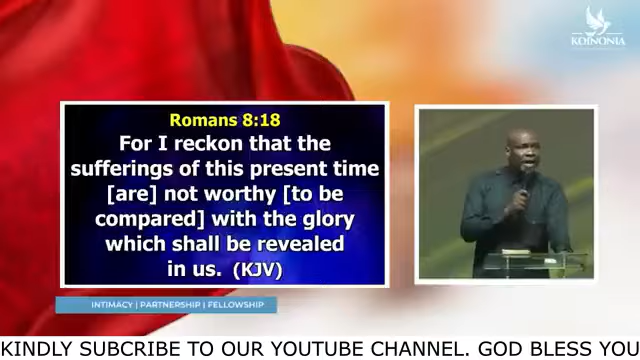 KOINONIA
Romans 8:18
For I reckon that the
sufferings of this present time
[are] not worthy [to be
compared] with the glory
which shall be revealed
in us. (KJV)
INTIMACY | PARTNERSHIP | FELLOWSHIP
KINDLY SUBCRIBE TO OUR YOUTUBE CHANNEL. GOD BLESS YOU